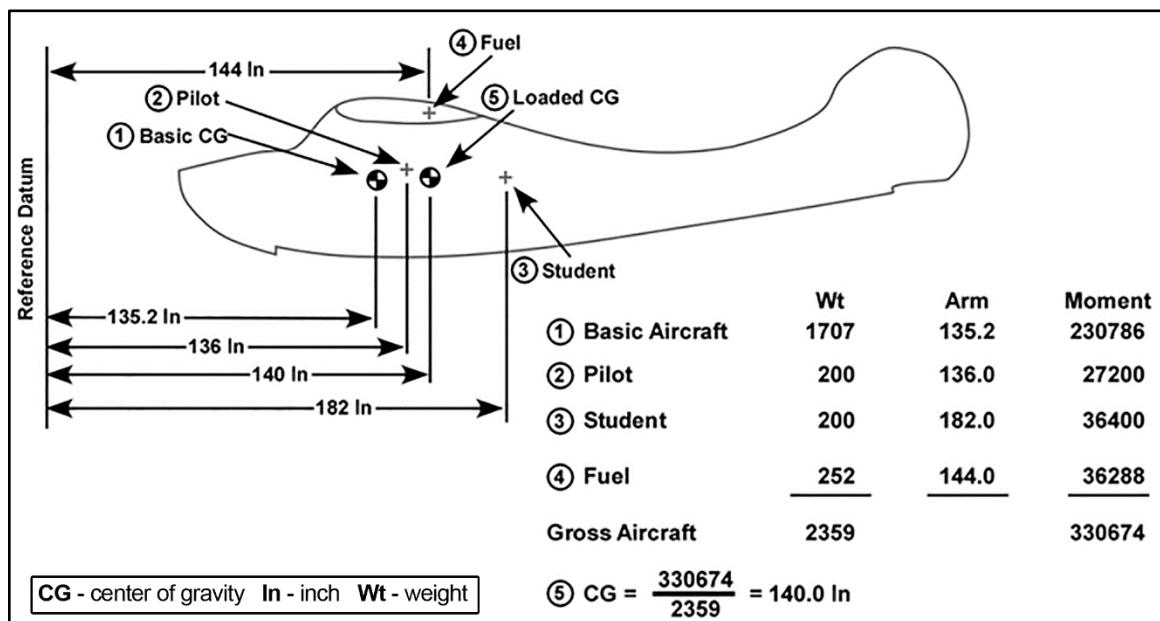 ④ Fuel
144 In
② Pilot
⑤ Loaded CG
① Basic CG
Reference Datum
③ Student
135.2 In
136 In
140 In
182 In
Wt Arm Moment
① Basic Aircraft 1707 135.2 230786
② Pilot 200 136.0 27200
③ Student 200 182.0 36400
④ Fuel 252 144.0 36288
Gross Aircraft 2359 330674
⑤ CG = 330674 / 2359 = 140.0 In
CG - center of gravity In - inch Wt - weight